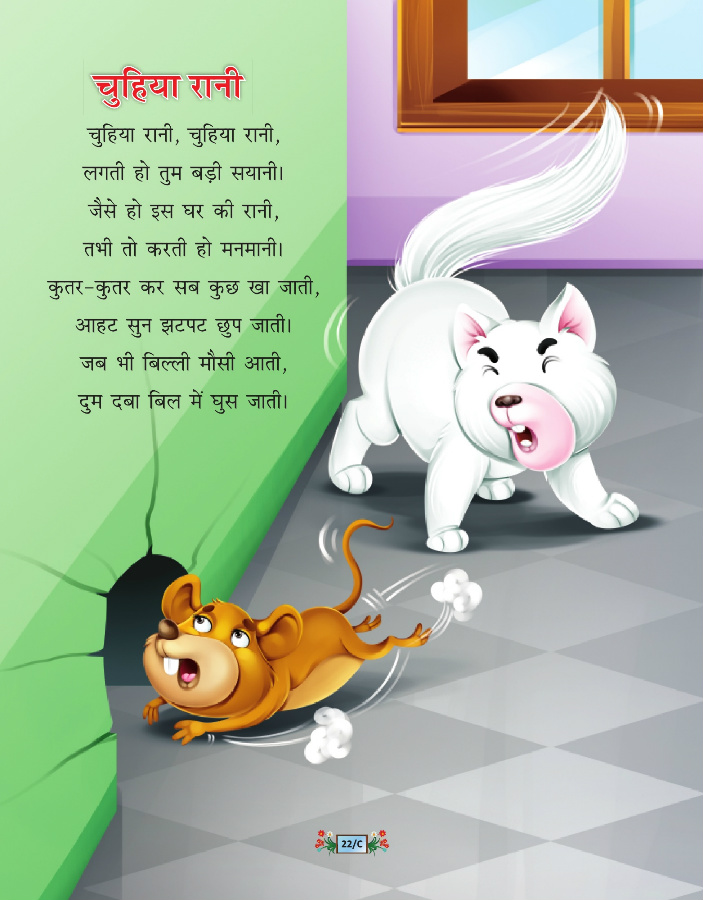 चुहिया रानी
चुहिया रानी, चुहिया रानी,
लगती हो तुम बड़ी सयानी।
जैसे हो इस घर की रानी,
तभी तो करती हो मनमानी।
कुतर-कुतर कर सब कुछ खा जाती,
आहट सुन झटपट छुप जाती।
जब भी बिल्ली मौसी आती,
दुम दबा बिल में घुस जाती।
22/C